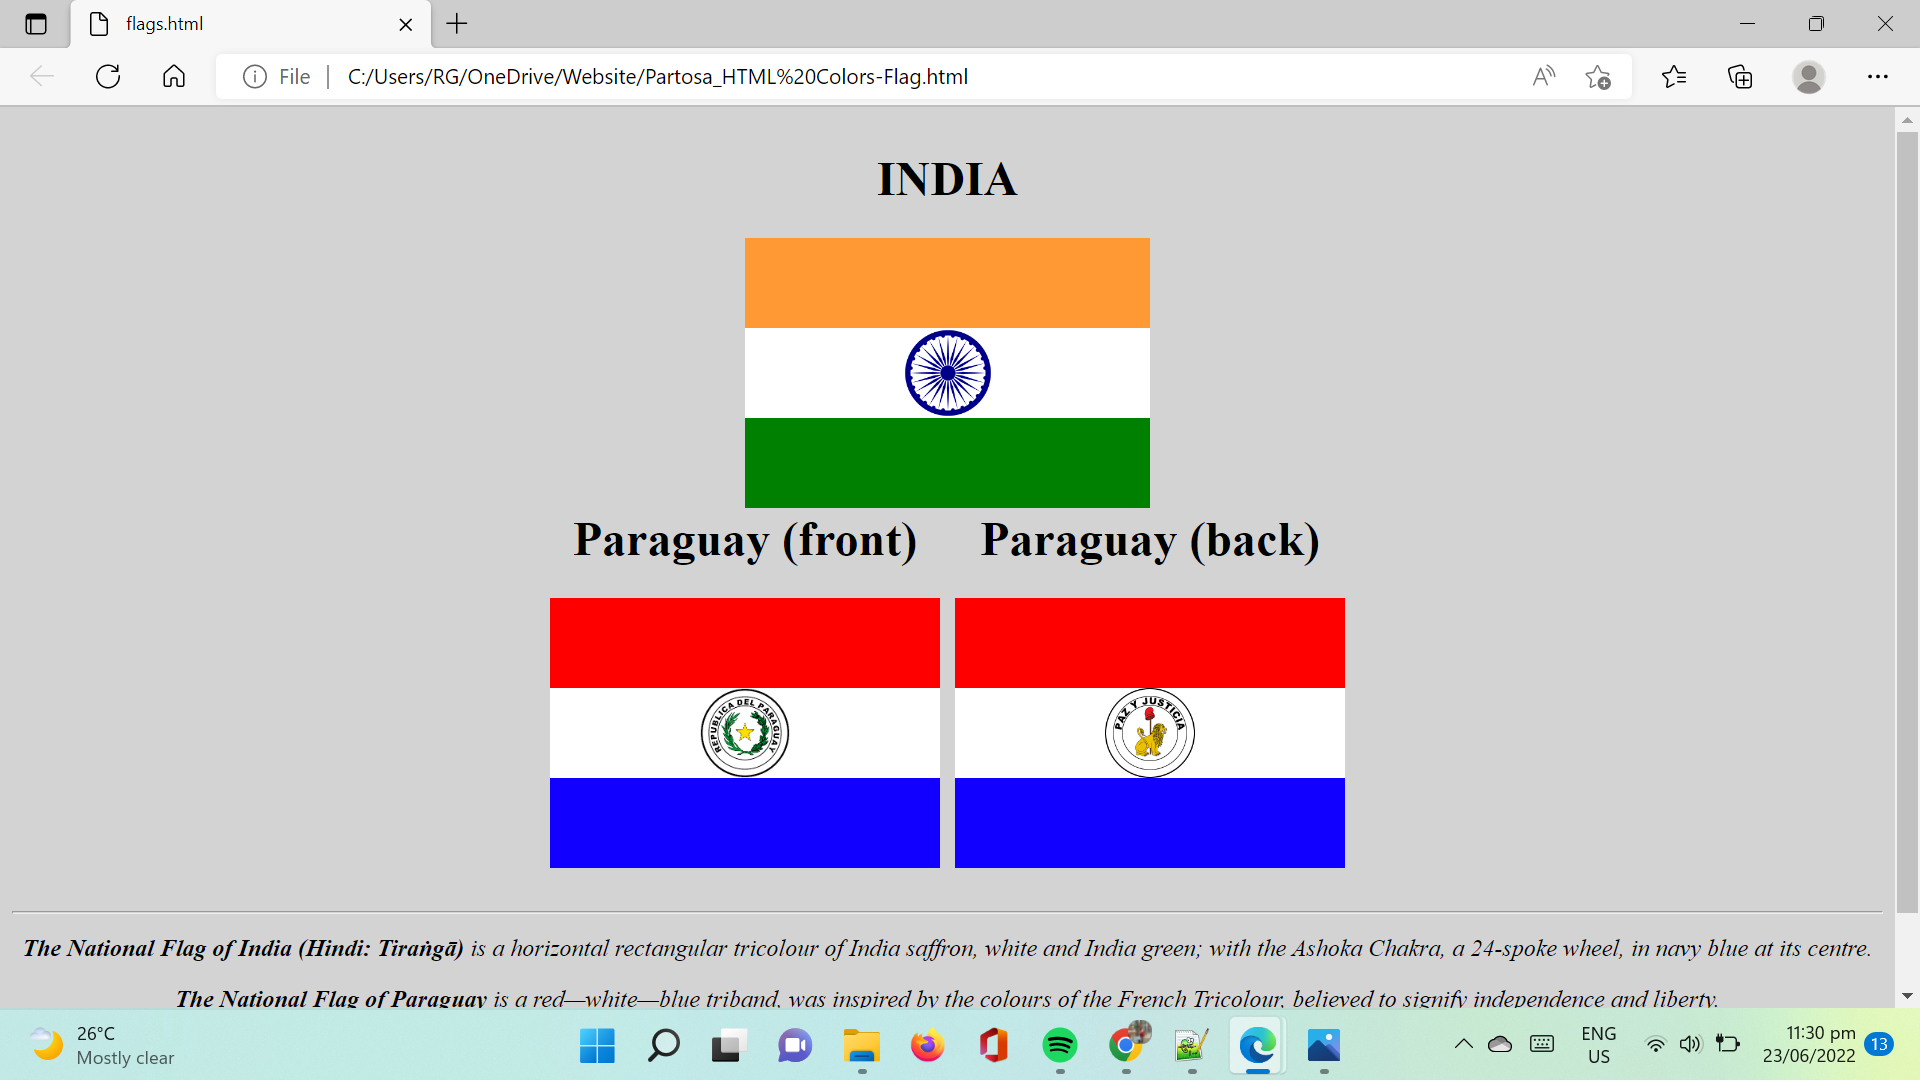 flags.html
File
C:/Users/RG/OneDrive/Website/Partosa_HTML%20Colors-Flag.html
INDIA
Paraguay (front) Paraguay (back)
REPUBLICA DEL PARAGUAY
PAZ Y JUSTICIA
The National Flag of India (Hindi: Tiraṅgā) is a horizontal rectangular tricolour of India saffron, white and India green; with the Ashoka Chakra, a 24-spoke wheel, in navy blue at its centre.
The National Flag of Paraguay is a red—white—blue triband, was inspired by the colours of the French Tricolour, believed to signify independence and liberty.
26°C
Mostly clear
ENG
US
11:30 pm
23/06/2022
13